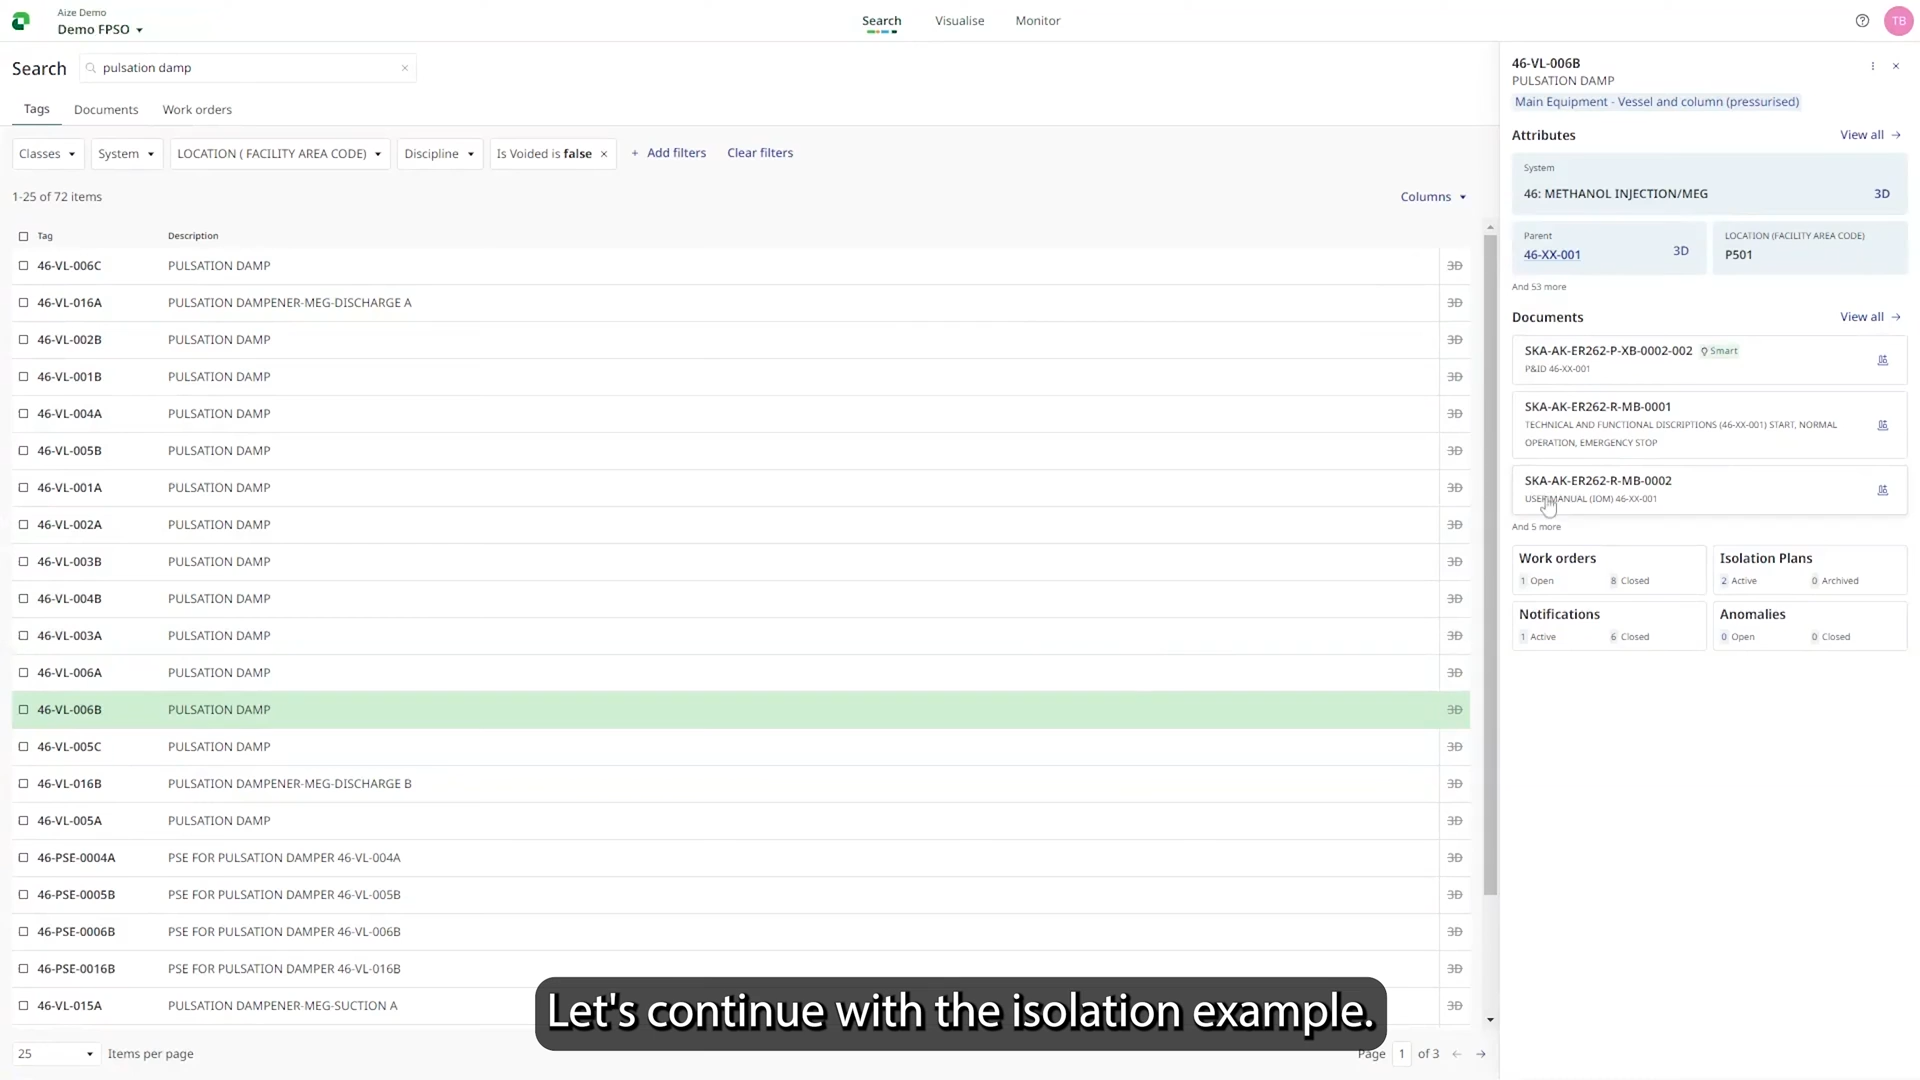 Aize Demo
Demo FPSO
Search
Visualise
Monitor
TB
Search
pulsation damp
Tags
Documents
Work orders
Classes
System
LOCATION ( FACILITY AREA CODE)
Discipline
Is Voided is false
+ Add filters
Clear filters
1-25 of 72 items
Columns
Tag
Description
46-VL-006C PULSATION DAMP 3D
46-VL-016A PULSATION DAMPENER-MEG-DISCHARGE A 3D
46-VL-002B PULSATION DAMP 3D
46-VL-001B PULSATION DAMP 3D
46-VL-004A PULSATION DAMP 3D
46-VL-005B PULSATION DAMP 3D
46-VL-001A PULSATION DAMP 3D
46-VL-002A PULSATION DAMP 3D
46-VL-003B PULSATION DAMP 3D
46-VL-004B PULSATION DAMP 3D
46-VL-003A PULSATION DAMP 3D
46-VL-006A PULSATION DAMP 3D
46-VL-006B PULSATION DAMP 3D
46-VL-005C PULSATION DAMP 3D
46-VL-016B PULSATION DAMPENER-MEG-DISCHARGE B 3D
46-VL-005A PULSATION DAMP 3D
46-PSE-0004A PSE FOR PULSATION DAMPER 46-VL-004A 3D
46-PSE-0005B PSE FOR PULSATION DAMPER 46-VL-005B 3D
46-PSE-0006B PSE FOR PULSATION DAMPER 46-VL-006B 3D
46-PSE-0016B PSE FOR PULSATION DAMPER 46-VL-016B 3D
46-VL-015A PULSATION DAMPENER-MEG-SUCTION A 3D
25
Items per page
Page 1 of 3
46-VL-006B
PULSATION DAMP
Main Equipment - Vessel and column (pressurised)
Attributes
View all
System
46: METHANOL INJECTION/MEG 3D
Parent
46-XX-001 3D
LOCATION (FACILITY AREA CODE)
P501
And 53 more
Documents
View all
SKA-AK-ER262-P-XB-0002-002 Smart
P&ID 46-XX-001
SKA-AK-ER262-R-MB-0001
TECHNICAL AND FUNCTIONAL DISCRIPTIONS (46-XX-001) START, NORMAL
OPERATION, EMERGENCY STOP
SKA-AK-ER262-R-MB-0002
USER MANUAL (IOM) 46-XX-001
And 5 more
Work orders
1 Open 8 Closed
Isolation Plans
2 Active 0 Archived
Notifications
1 Active 6 Closed
Anomalies
0 Open 0 Closed
Let's continue with the isolation example.